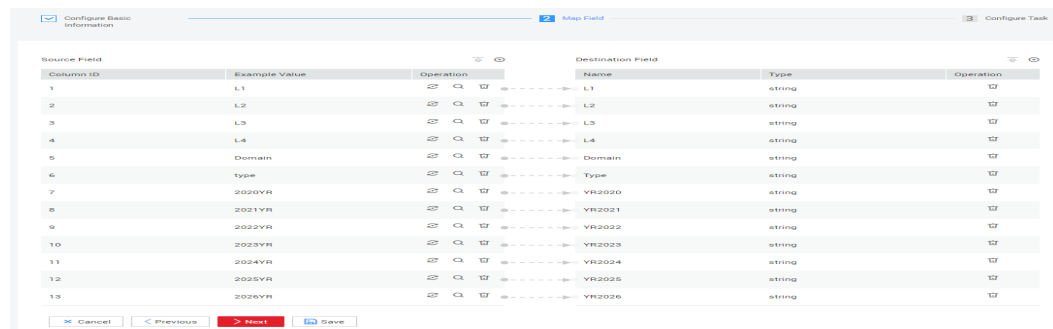 Configure Basic
Information
2 Map Field
3 Configure Task
Source Field
Destination Field
Column ID Example Value Operation Name Type Operation
1 L1 L1 string
2 L2 L2 string
3 L3 L3 string
4 L4 L4 string
5 Domain Domain string
6 type Type string
7 2020YR YR2020 string
8 2021YR YR2021 string
9 2022YR YR2022 string
10 2023YR YR2023 string
11 2024YR YR2024 string
12 2025YR YR2025 string
13 2026YR YR2026 string
Cancel < Previous > Next Save